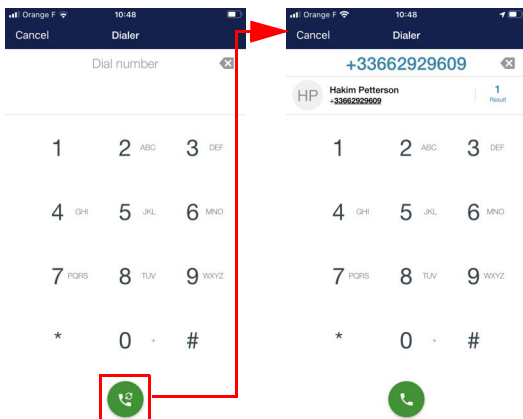 Orange F 10:48
Cancel Dialer
Dial number
1 2 ABC 3 DEF
4 GHI 5 JKL 6 MNO
7 PQRS 8 TUV 9 WXYZ
* 0 + #
Orange F 10:48
Cancel Dialer
+33662929609
HP Hakim Petterson 1
+33662929609 Result
1 2 ABC 3 DEF
4 GHI 5 JKL 6 MNO
7 PQRS 8 TUV 9 WXYZ
* 0 + #